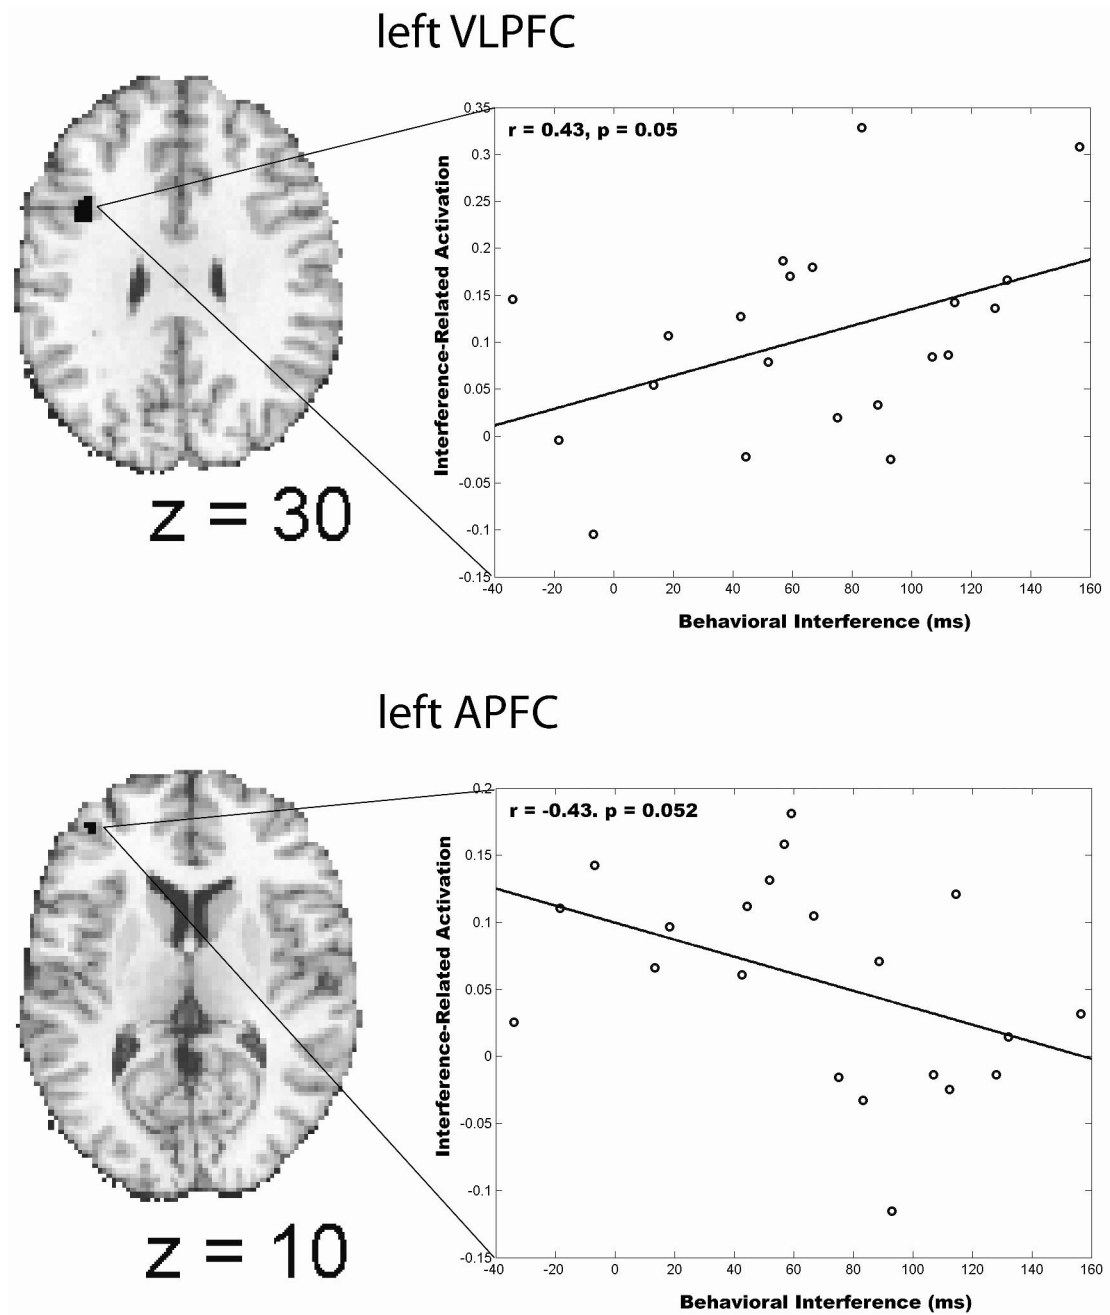 left VLPFC
r = 0.43, p = 0.05
Interference-Related Activation
0.35
0.3
0.25
0.2
0.15
0.1
0.05
0
-0.05
-0.1
-0.15
-40 -20 0 20 40 60 80 100 120 140 160
Behavioral Interference (ms)
z = 30
left APFC
r = -0.43. p = 0.052
Interference-Related Activation
0.2
0.15
0.1
0.05
0
-0.05
-0.1
-0.15
-40 -20 0 20 40 60 80 100 120 140 160
Behavioral Interference (ms)
z = 10